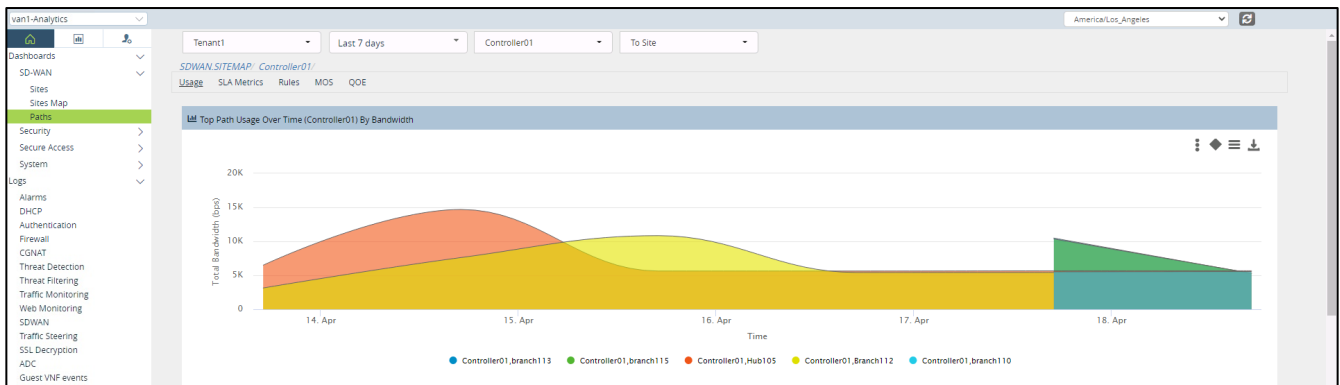 van1-Analytics
America/Los_Angeles
Dashboards
SD-WAN
Sites
Sites Map
Paths
Security
Secure Access
System
Logs
Alarms
DHCP
Authentication
Firewall
CGNAT
Threat Detection
Threat Filtering
Traffic Monitoring
Web Monitoring
SDWAN
Traffic Steering
SSL Decryption
ADC
Guest VNF events
Tenant1 Last 7 days Controller01 To Site
SDWAN.SITEMAP/ Controller01/
Usage SLA Metrics Rules MOS QOE
Top Path Usage Over Time (Controller01) By Bandwidth
Total Bandwidth (bps)
20K
15K
10K
5K
0
14. Apr 15. Apr 16. Apr 17. Apr 18. Apr
Time
Controller01,branch113 Controller01,branch115 Controller01,Hub105 Controller01,Branch112 Controller01,branch110